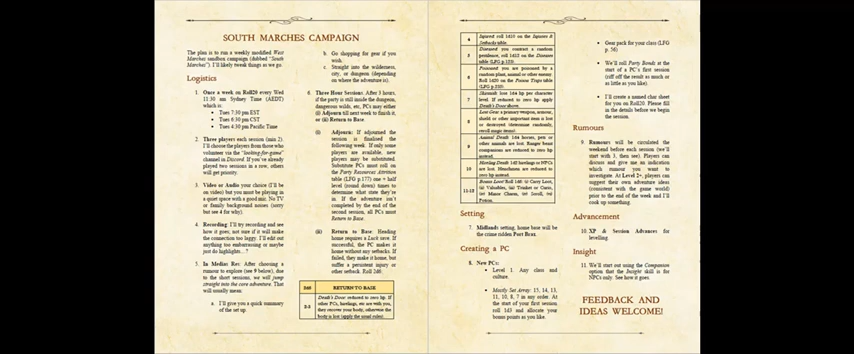 SOUTH MARCHES CAMPAIGN
The plan is to run a weekly modified West
Marches sandbox campaign (dubbed "South
Marches"). I'll likely tweak things as we go.
Logistics
1. Once a week on Roll20 every Wed
11:30 am Sydney Time (AEDT)
which is:
• Tues 7:30 pm EST
• Tues 6:30 pm CST
• Tues 4:30 pm Pacific Time
2. Three players each session (min 2).
I'll choose the players from those who
volunteer via the "looking-for-game"
channel in Discord. If you've already
played two sessions in a row, others
will get priority.
3. Video or Audio your choice (I'll be
on video) but you must be playing in
a quiet space with a good mic. No TV
or family background noises (sorry
but see 4 for why).
4. Recording I'll try recording and see
how it goes, not sure if it will make
the connection too laggy. I'll edit out
anything too embarrassing or maybe
just do highlights...?
5. In Medias Res: After choosing a
rumour to explore (see 9 below), due
to the short sessions, we will jump
straight into the core adventure. That
will usually mean:
a. I'll give you a quick summary
of the set up.
b. Go shopping for gear if you
wish.
c. Straight into the wilderness,
city, or dungeon (depending
on where the adventure is).
6. Three Hour Sessions. After 3 hours,
if the party is still inside the dungeon,
dangerous wilds, etc, PCs may either
(i) Adjourn till next week to finish it,
or (ii) Return to Base.
(i) Adjourn: If adjourned the
session is finalised the
following week. If only some
players are available, new
players may be substituted.
Substitute PCs must roll on
the Party Resources Attrition
table (LFG p.177) one + half
level (round down) times to
determine what state they're
in. If the adventure isn't
completed by the end of the
second session, all PCs must
Return to Base.
(ii) Return to Base. Heading
home requires a Luck save. If
successful, the PC makes it
home without any setbacks. If
failed, they make it home, but
suffer a persistent injury or
other setback. Roll 2d6:
2d6 RETURN TO BASE
2-3 Death's Door: reduced to zero hp. If
other PCs, hirelings, etc are with you,
they recover your body; otherwise the
body is lost (apply the usual rules).
4 Injured: roll 1d20 on the Injuries &
Setbacks table.
5 Diseased: you contract a random
pestilence, roll 1d12 on the Diseases
table (LFG p.123).
6 Poisoned: you are poisoned by a
random plant, animal or other enemy.
Roll 1d20 on the Poison Traps table
7
level. If reduced to zero hp apply
Death's Door above.
8 Lost Gear: a primary weapon, armour,
shield or other important item is lost
or destroyed (determine randomly,
reroll magic items).
9 Animal Death: 1d4 horses, pets or
other animals are lost. Ranger beast
companions are reduced to zero hp
instead.
10 Hireling Death: 1d3 hirelings or NPCs
are lost. Henchmen are reduced to
zero hp instead.
11-12
Setting
7. Midlands setting, home base will be
the crime ridden Port Brax.
Creating a PC
8. New PCs:
• Level 1. Any class and
culture.
• Mostly Set Array: 15, 14, 13,
11, 10, 8, 7 in any order. At
the start of your first session,
roll 1d3 and allocate your
bonus points as you like.
• Gear pack for your class (LFG
p. 56)
• We'll roll Party Bonds at the
start of a PC's first session
(riff off the result as much or
as little as you like).
• I'll create a named char sheet
for you on Roll20. Please fill in
the details before we begin
the session.
Rumours
9. Rumours will be circulated the
weekend before each session (we'll
start with 3, then see). Players can
discuss and give me an indication
which rumour you want to
investigate. At Level 2+, players can
suggest their own adventure ideas
(consistent with the game world)
prior to the end of the week and I'll
cook up something.
Advancement
10. XP & Session Advances for
levelling.
Insight
11. We'll start out using the Companion
option that the Insight skill is for
NPCs only. See how it goes.
FEEDBACK AND
IDEAS WELCOME!